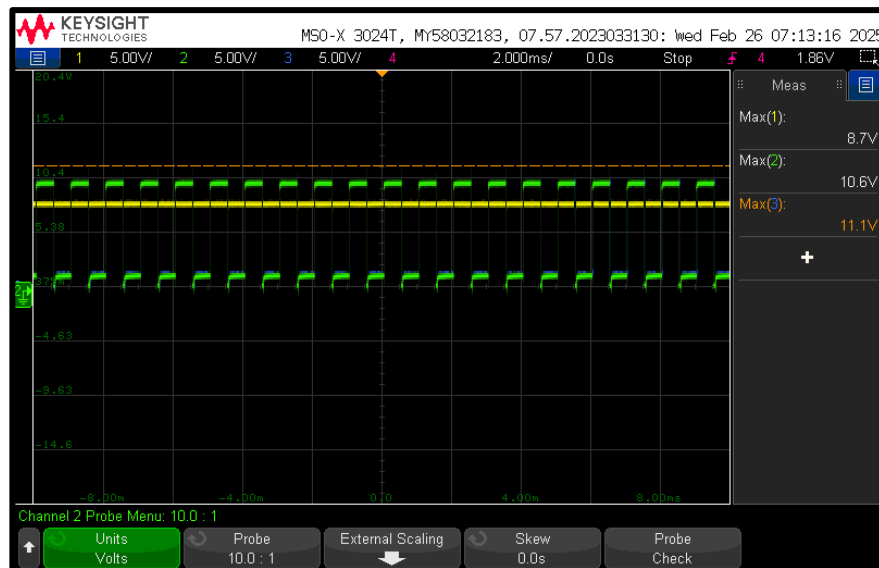 KEYSIGHT
TECHNOLOGIES
MSO-X 3024T, MY58032183, 07.57.2023033130: Wed Feb 26 07:13:16 2025
1 5.00V/ 2 5.00V/ 3 5.00V/ 4 2.000ms/ 0.0s Stop 4 1.86V
20.4V
15.4
10.4
5.38
375m
-4.63
-9.63
-14.6
-8.00m -4.00m 0.0 4.00m 8.00ms
2
Meas
Max(1):
8.7V
Max(2):
10.6V
Max(3):
11.1V
Channel 2 Probe Menu: 10.0 : 1
Units
Volts
Probe
10.0 : 1
External Scaling
Skew
0.0s
Probe
Check